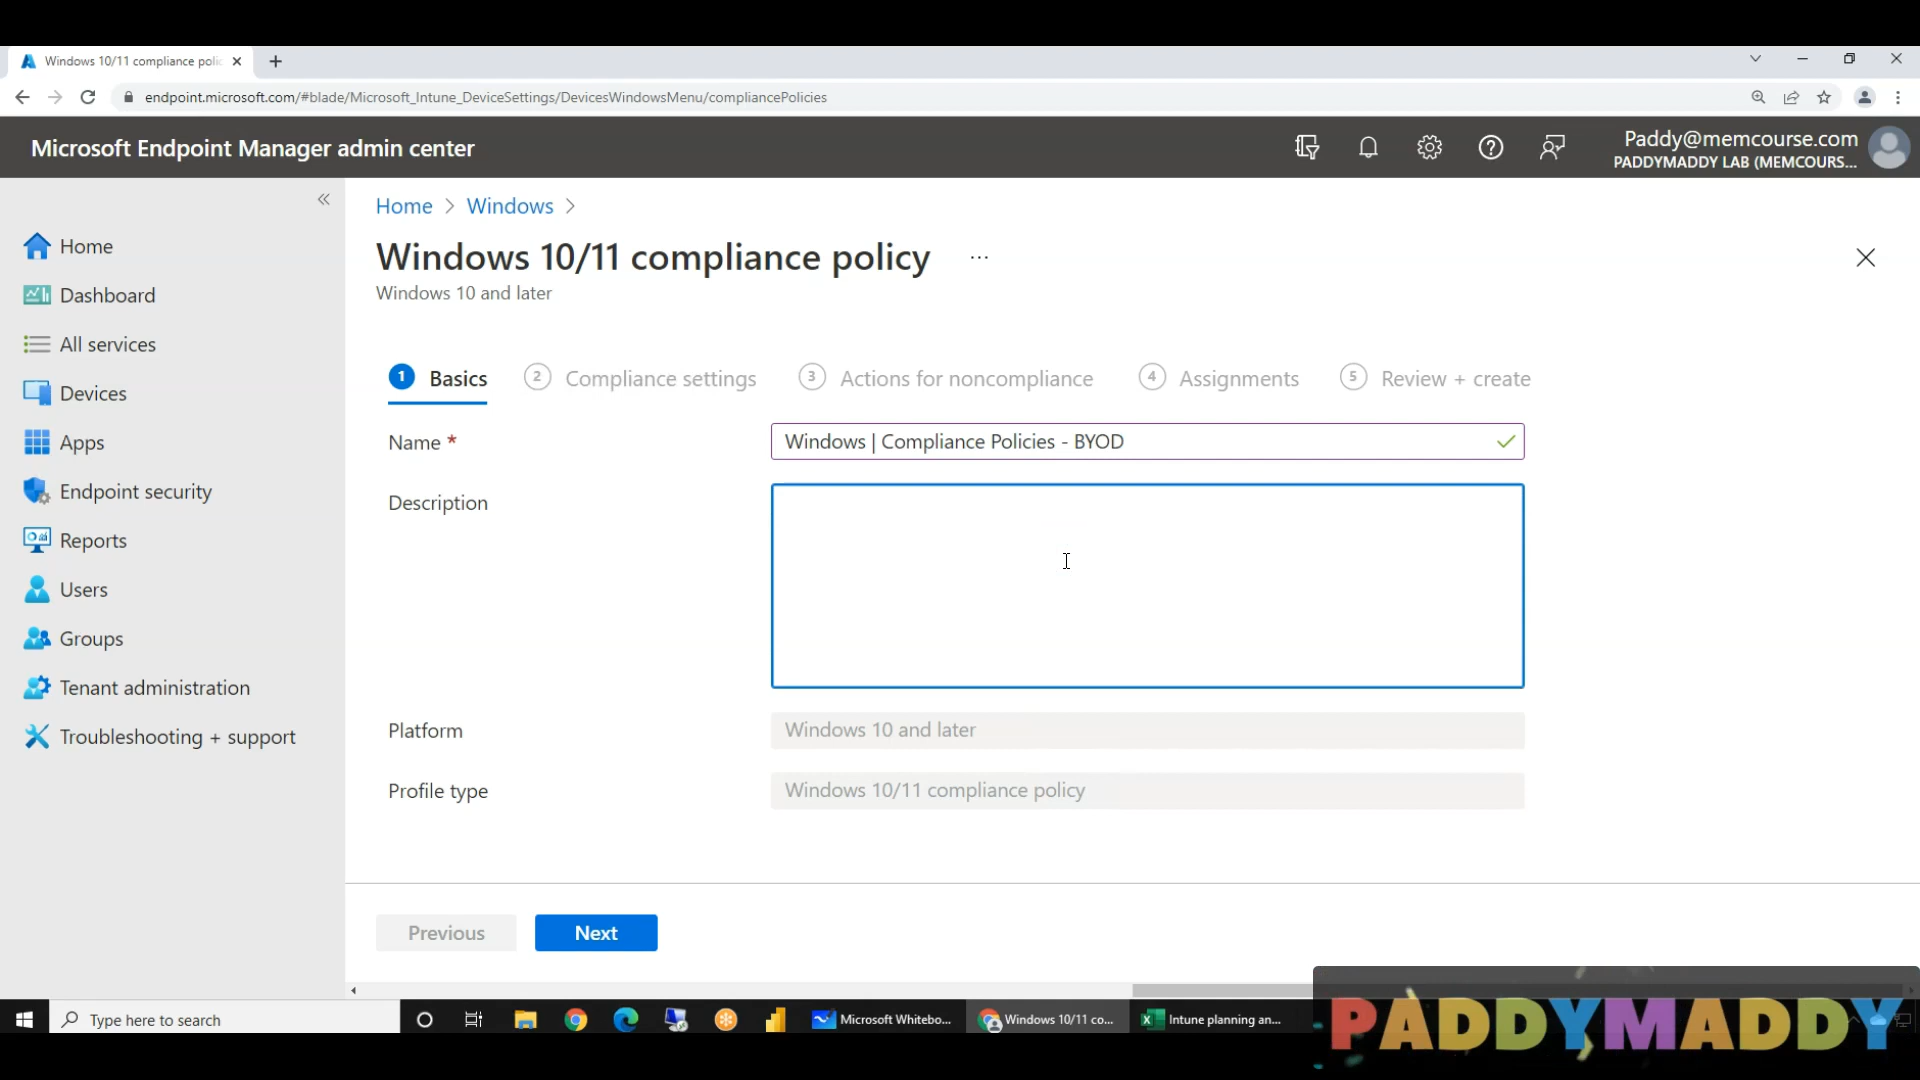 Windows 10/11 compliance polic
endpoint.microsoft.com/#blade/Microsoft_Intune_DeviceSettings/DevicesWindowsMenu/compliancePolicies
Microsoft Endpoint Manager admin center
Paddy@memcourse.com
PADDYMADDY LAB (MEMCOURS...
Home > Windows >
Home
Dashboard
All services
Devices
Apps
Endpoint security
Reports
Users
Groups
Tenant administration
Troubleshooting + support
Windows 10/11 compliance policy ...
Windows 10 and later
1 Basics 2 Compliance settings 3 Actions for noncompliance 4 Assignments 5 Review + create
Name * Windows | Compliance Policies - BYOD
Description
Platform Windows 10 and later
Profile type Windows 10/11 compliance policy
Previous Next
Type here to search Microsoft Whitebo... Windows 10/11 co... Intune planning an...
PADDYMADDY